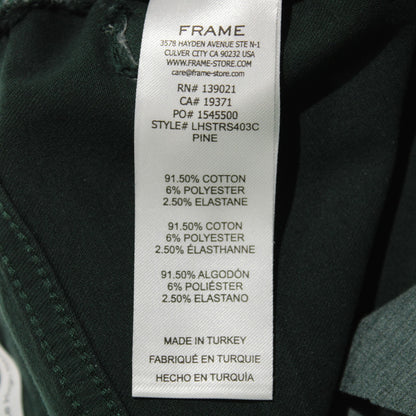 FRAME
3578 HAYDEN AVENUE STE N-1
CULVER CITY CA 90232 USA
WWW.FRAME-STORE.COM
care@frame-store.com
RN# 139021
CA# 19371
PO# 1545500
STYLE# LHSTRS403C
PINE
91.50% COTTON
6% POLYESTER
2.50% ELASTANE
91.50% COTON
6% POLYESTER
2.50% ÉLASTHANNE
91.50% ALGODÓN
6% POLIÉSTER
2.50% ELASTANO
MADE IN TURKEY
FABRIQUÉ EN TURQUIE
HECHO EN TURQUÍA